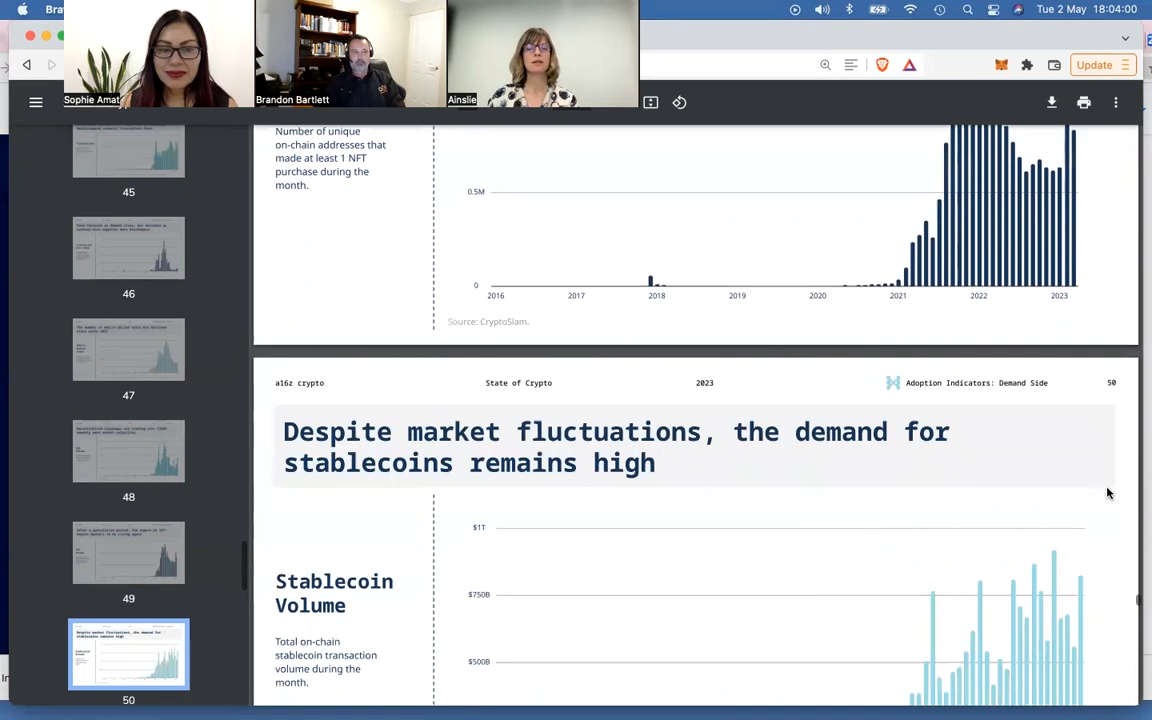 Bra
Tue 2 May 18:04:00
Sophie Amat
Brandon Bartlett
Ainslie
Update
45
46
47
48
49
50
Number of unique
on-chain addresses that
made at least 1 NFT
purchase during the
month.
0.5M
0
2016 2017 2018 2019 2020 2021 2022 2023
Source: CryptoSlam.
a16z crypto State of Crypto 2023 Adoption Indicators: Demand Side 50
Despite market fluctuations, the demand for
stablecoins remains high
Stablecoin
Volume
Total on-chain
stablecoin transaction
volume during the
month.
$1T
$750B
$500B